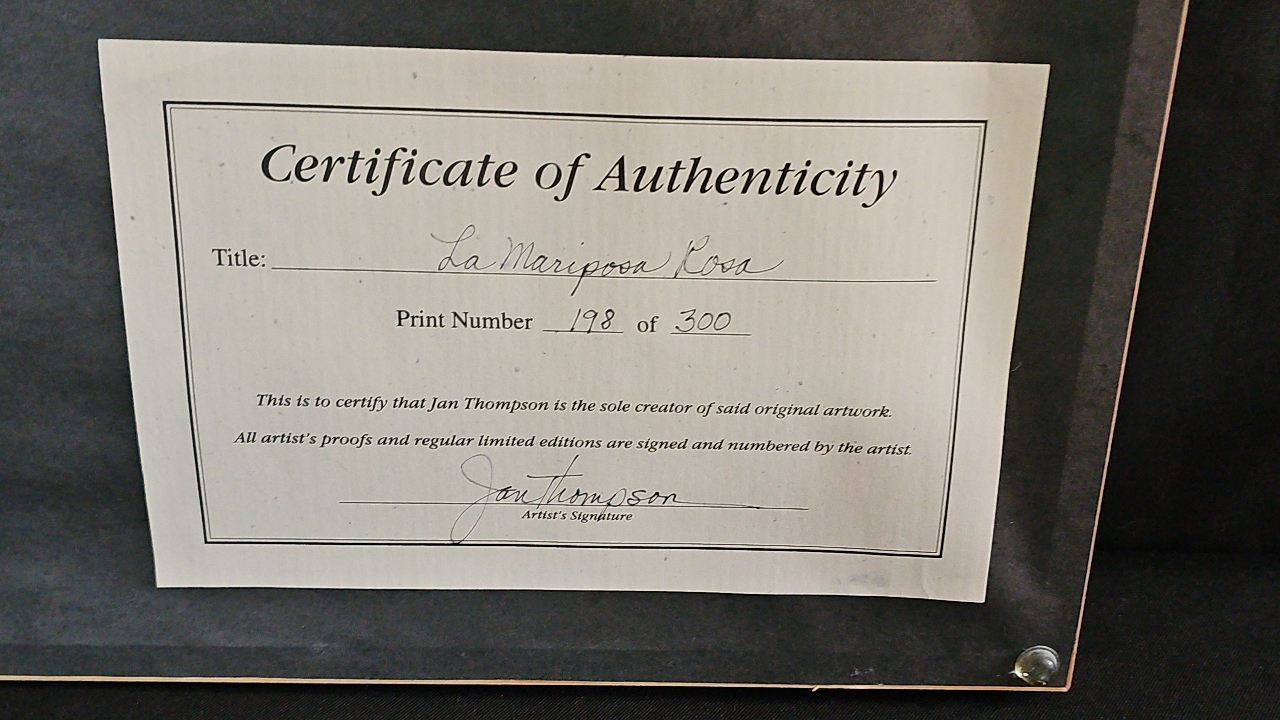 Certificate of Authenticity
Title: La Mariposa Rosa
Print Number 198 of 300
This is to certify that Jan Thompson is the sole creator of said original artwork.
All artist's proofs and regular limited editions are signed and numbered by the artist.
Jan Thompson
Artist's Signature